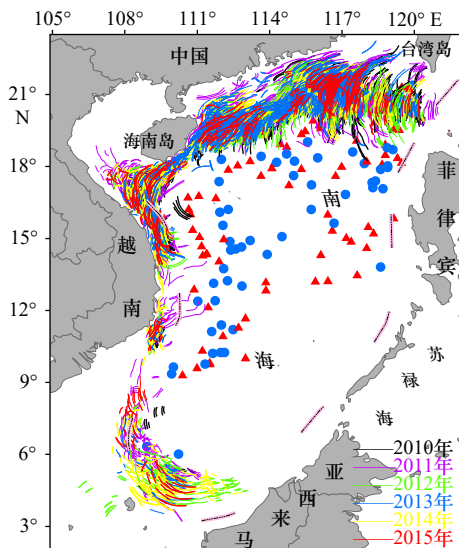 105° 108° 111° 114° 117° 120° E
中国
台湾岛
21°
N
海南岛
18°
南
菲
律
宾
15°
越
南
12°
海
苏
禄
海
9°
6°
3°
亚
西
来
马
2010年
2011年
2012年
2013年
2014年
2015年